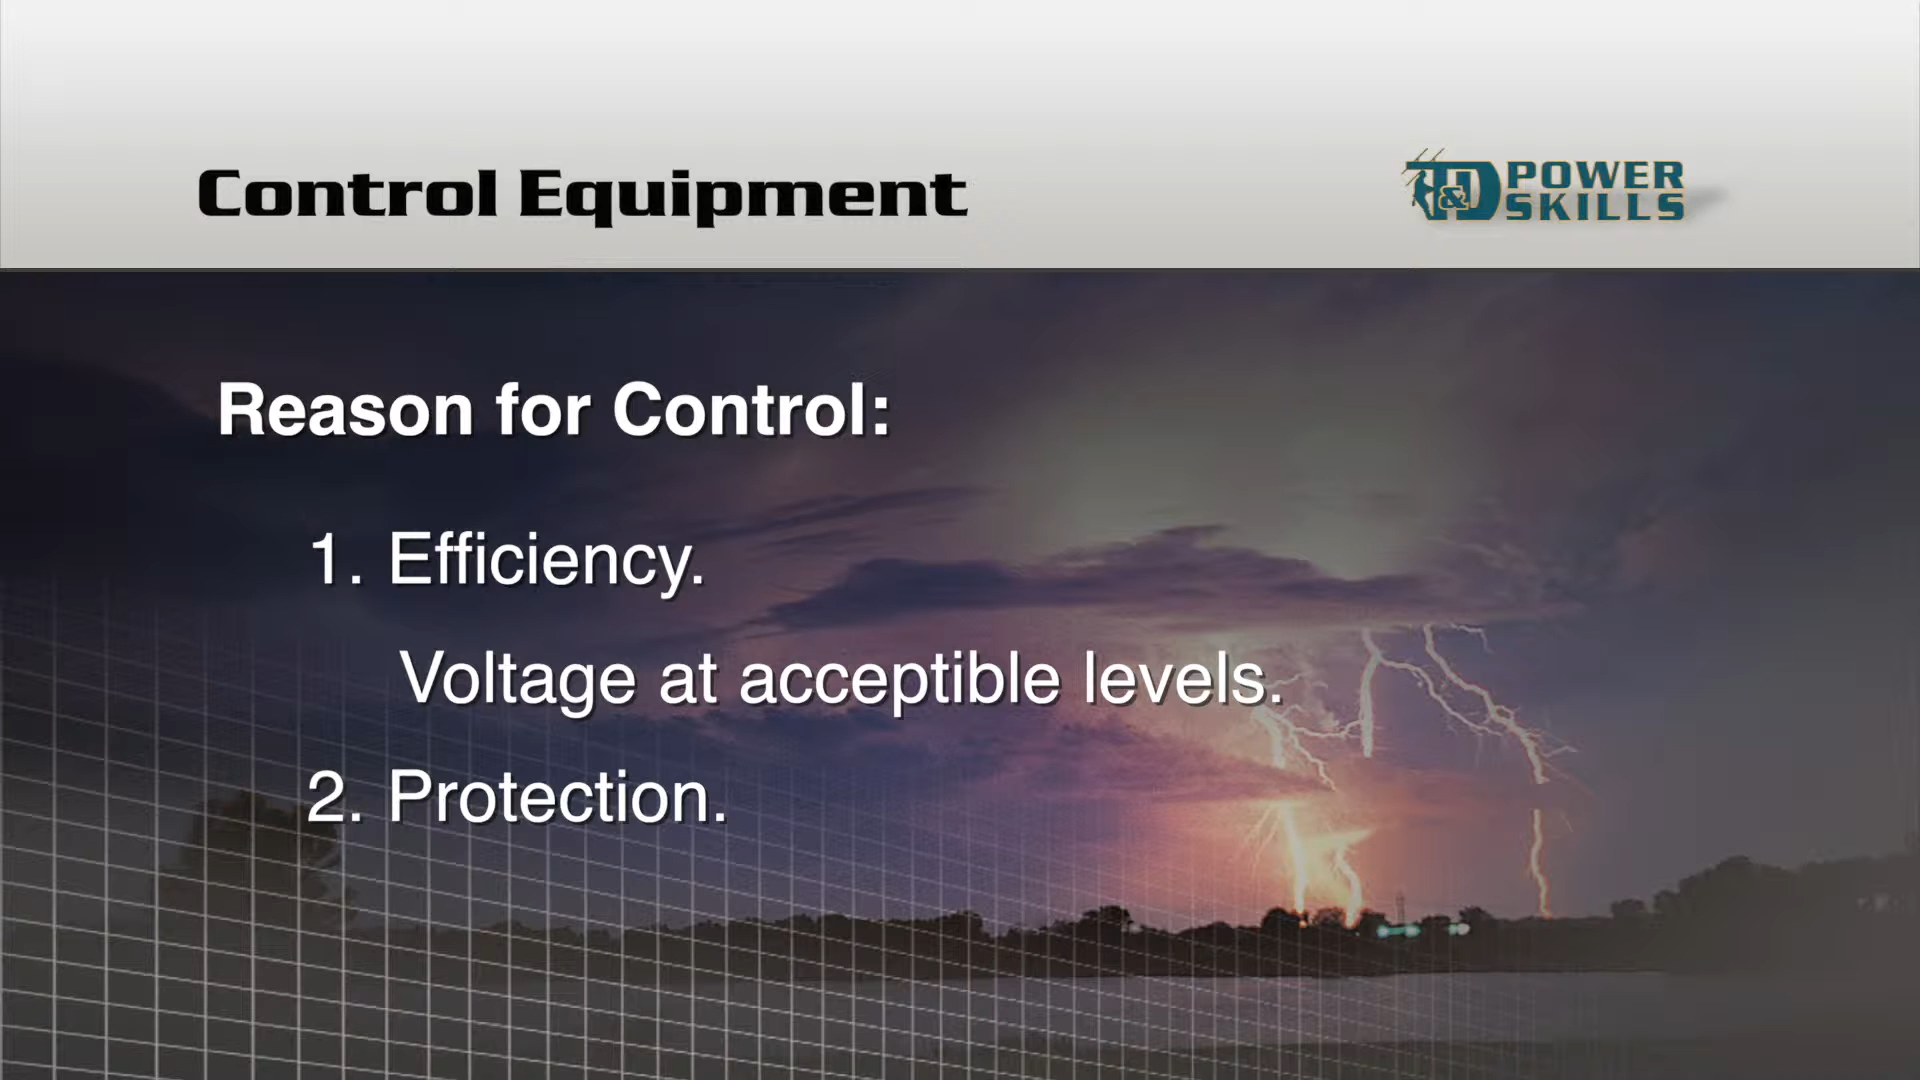 Control Equipment
T&D POWER
SKILLS
Reason for Control:
1. Efficiency.
Voltage at acceptible levels.
2. Protection.